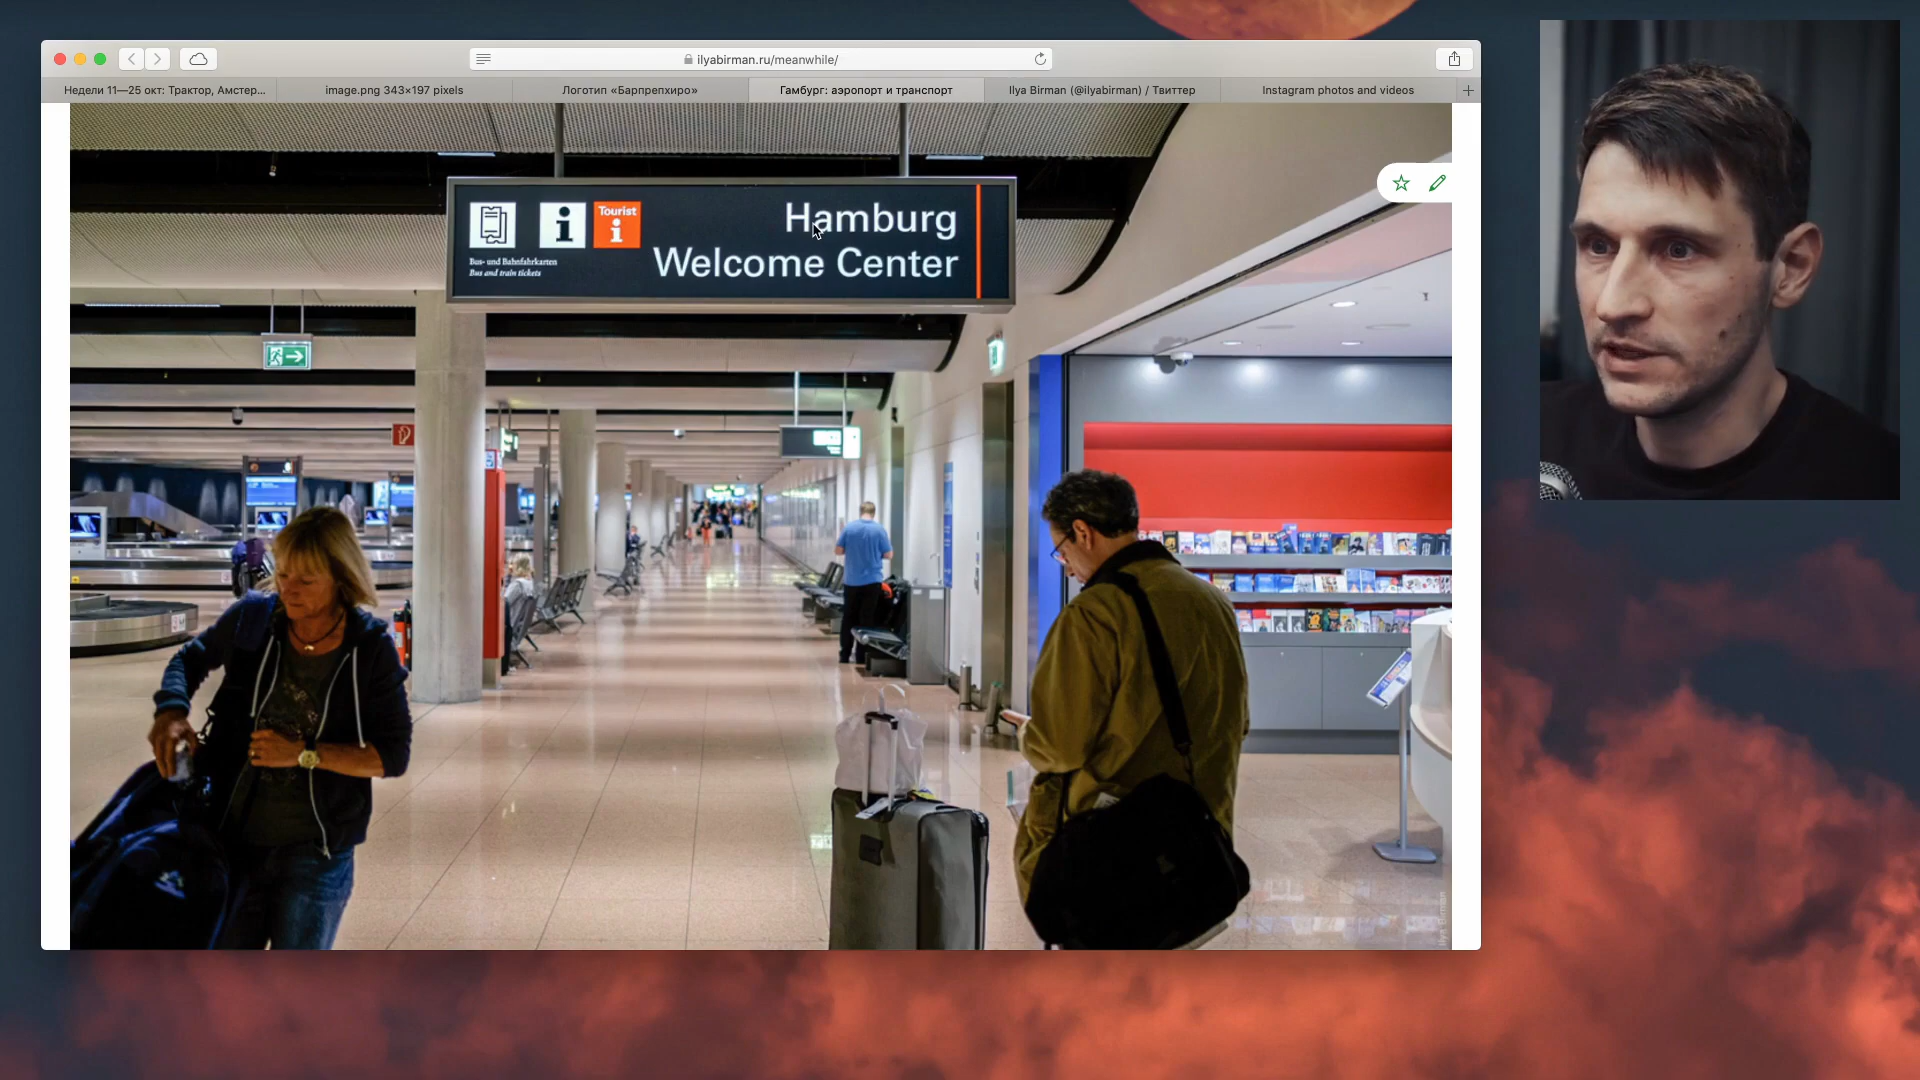 ilyabirman.ru/meanwhile/
Недели 11—25 окт: Трактор, Амстер...
image.png 343×197 pixels
Логотип «Барпрепхиро»
Гамбург: аэропорт и транспорт
Ilya Birman (@ilyabirman) / Твиттер
Instagram photos and videos
Tourist
i
i
Hamburg
Welcome Center
Bus- und Bahnfahrkarten
Bus and train tickets
Ilya Birman